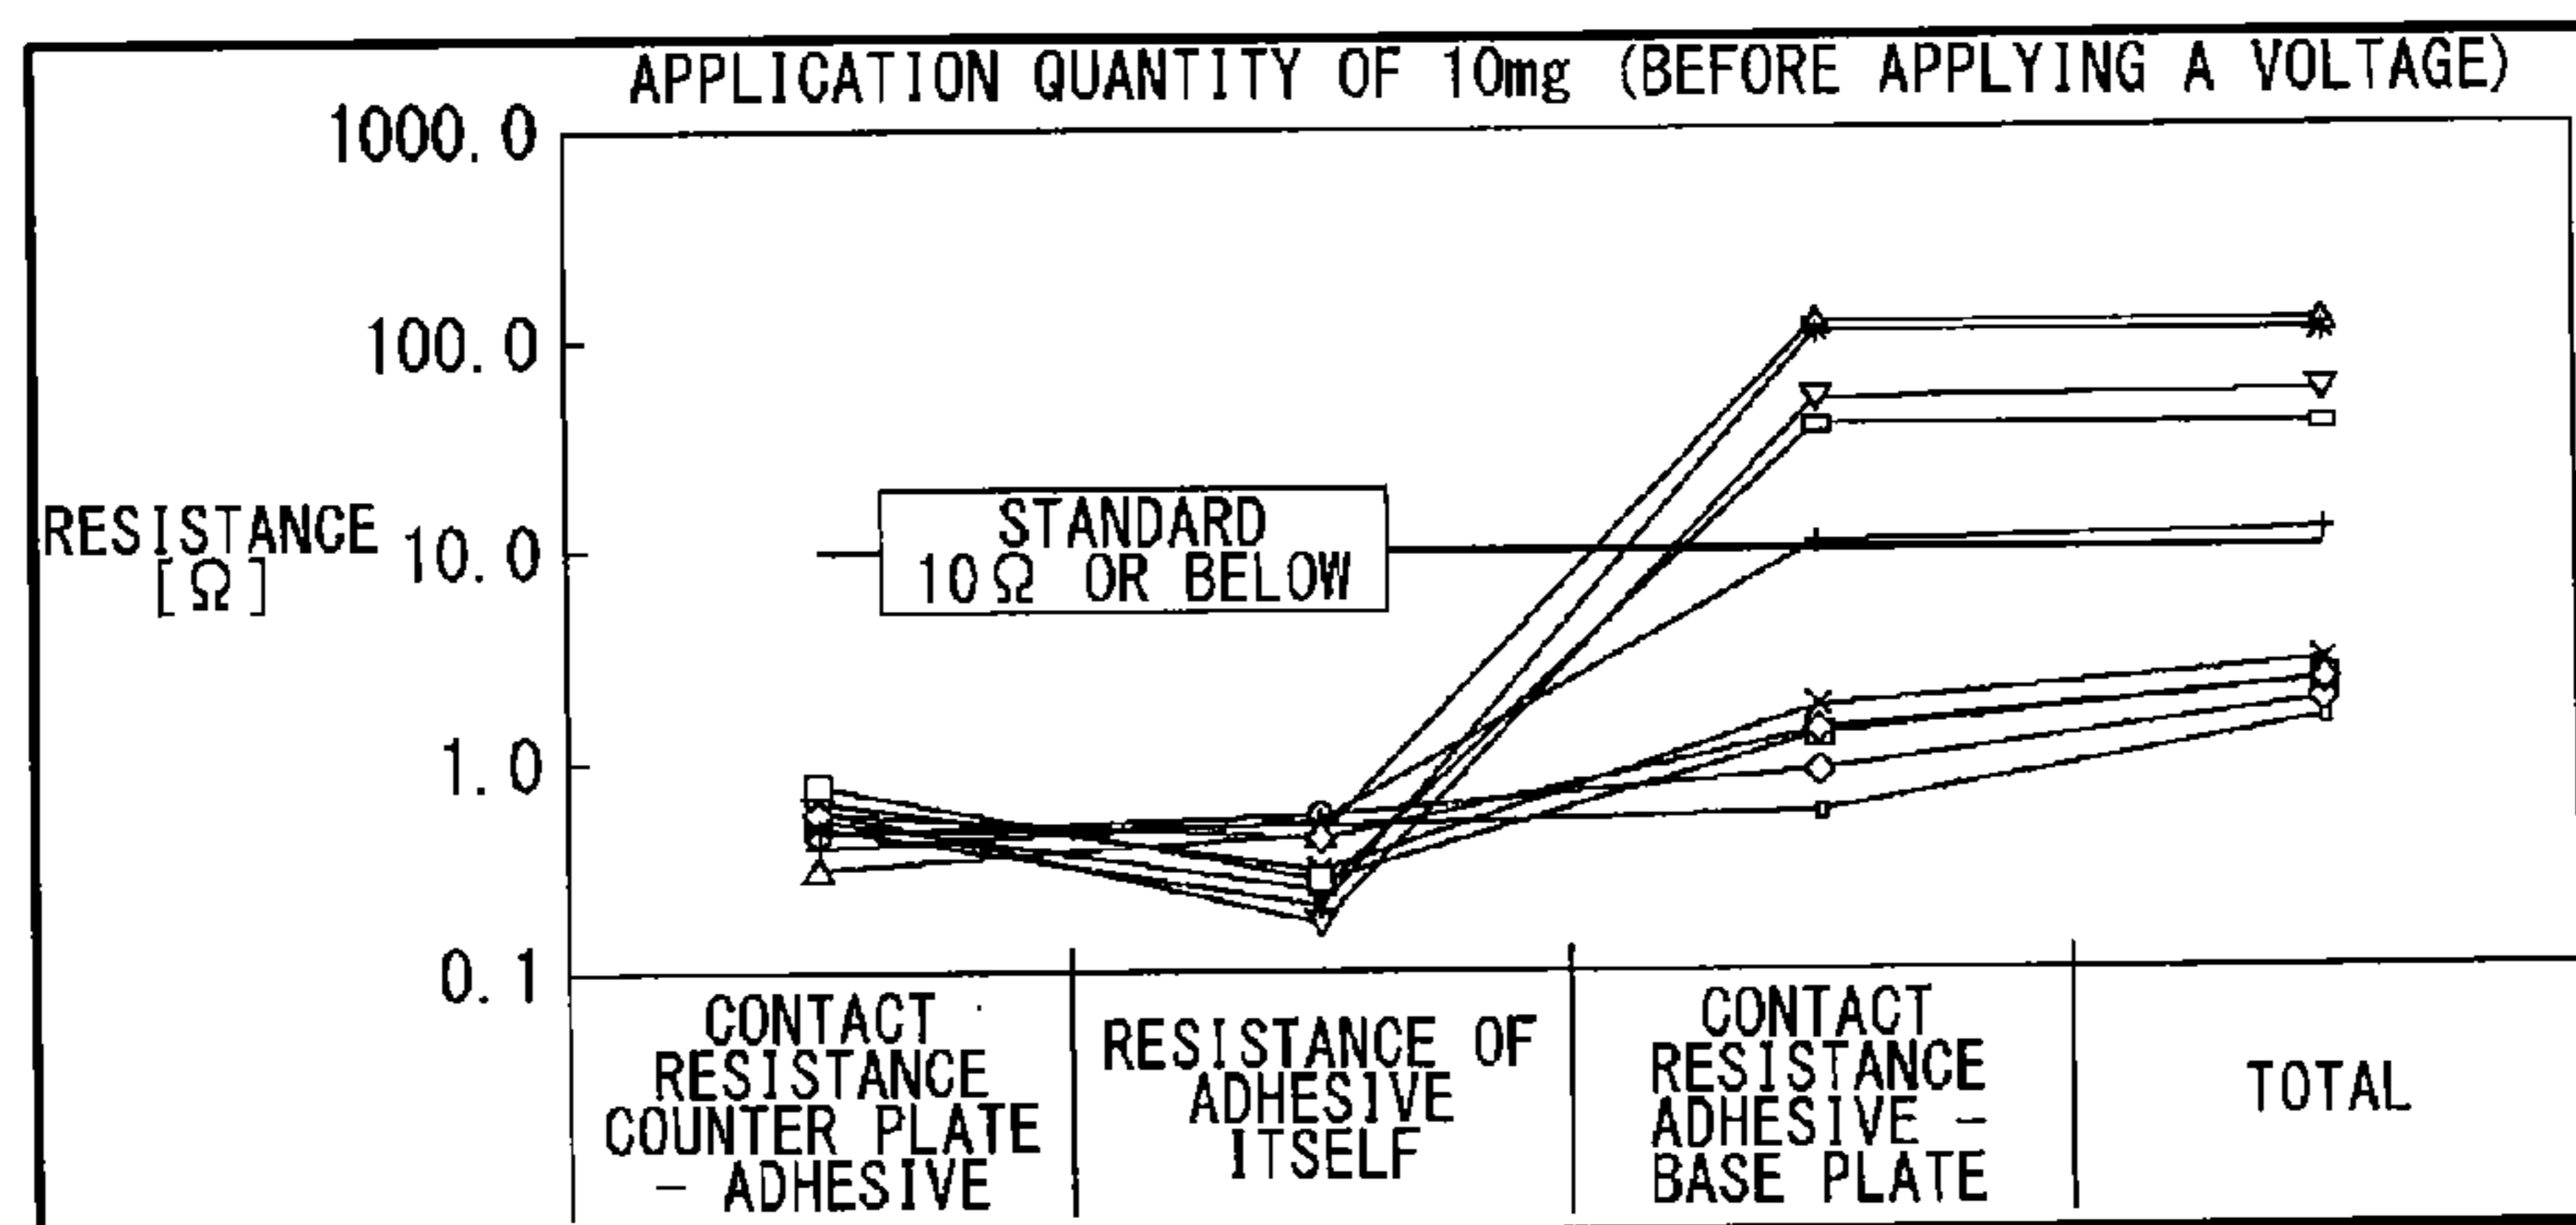 APPLICATION QUANTITY OF 10mg (BEFORE APPLYING A VOLTAGE)
1000.0
100.0
RESISTANCE
[Ω]
10.0
1.0
0.1
STANDARD
10Ω OR BELOW
CONTACT
RESISTANCE
COUNTER PLATE
- ADHESIVE
RESISTANCE OF
ADHESIVE
ITSELF
CONTACT
RESISTANCE
ADHESIVE -
BASE PLATE
TOTAL